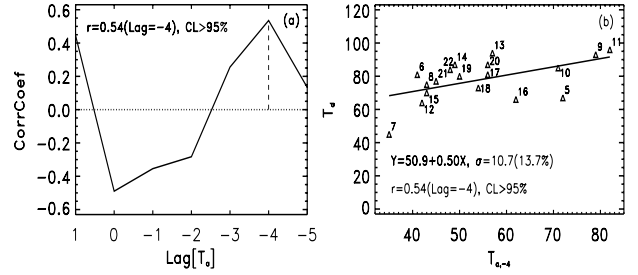 r=0.54(Lag=-4), CL>95%
(a)
CorrCoef
0.6
0.4
0.2
0.0
-0.2
-0.4
-0.6
1 0 -1 -2 -3 -4 -5
Lag[Ta]
(b)
Td
120
100
80
60
40
20
0
6 8 21 22 14 19 13 20 17 18 10 9 11
7 12 15 16 5
Y=50.9+0.50X, σ=10.7(13.7%)
r=0.54(Lag=-4), CL>95%
40 50 60 70 80
Ta,-4